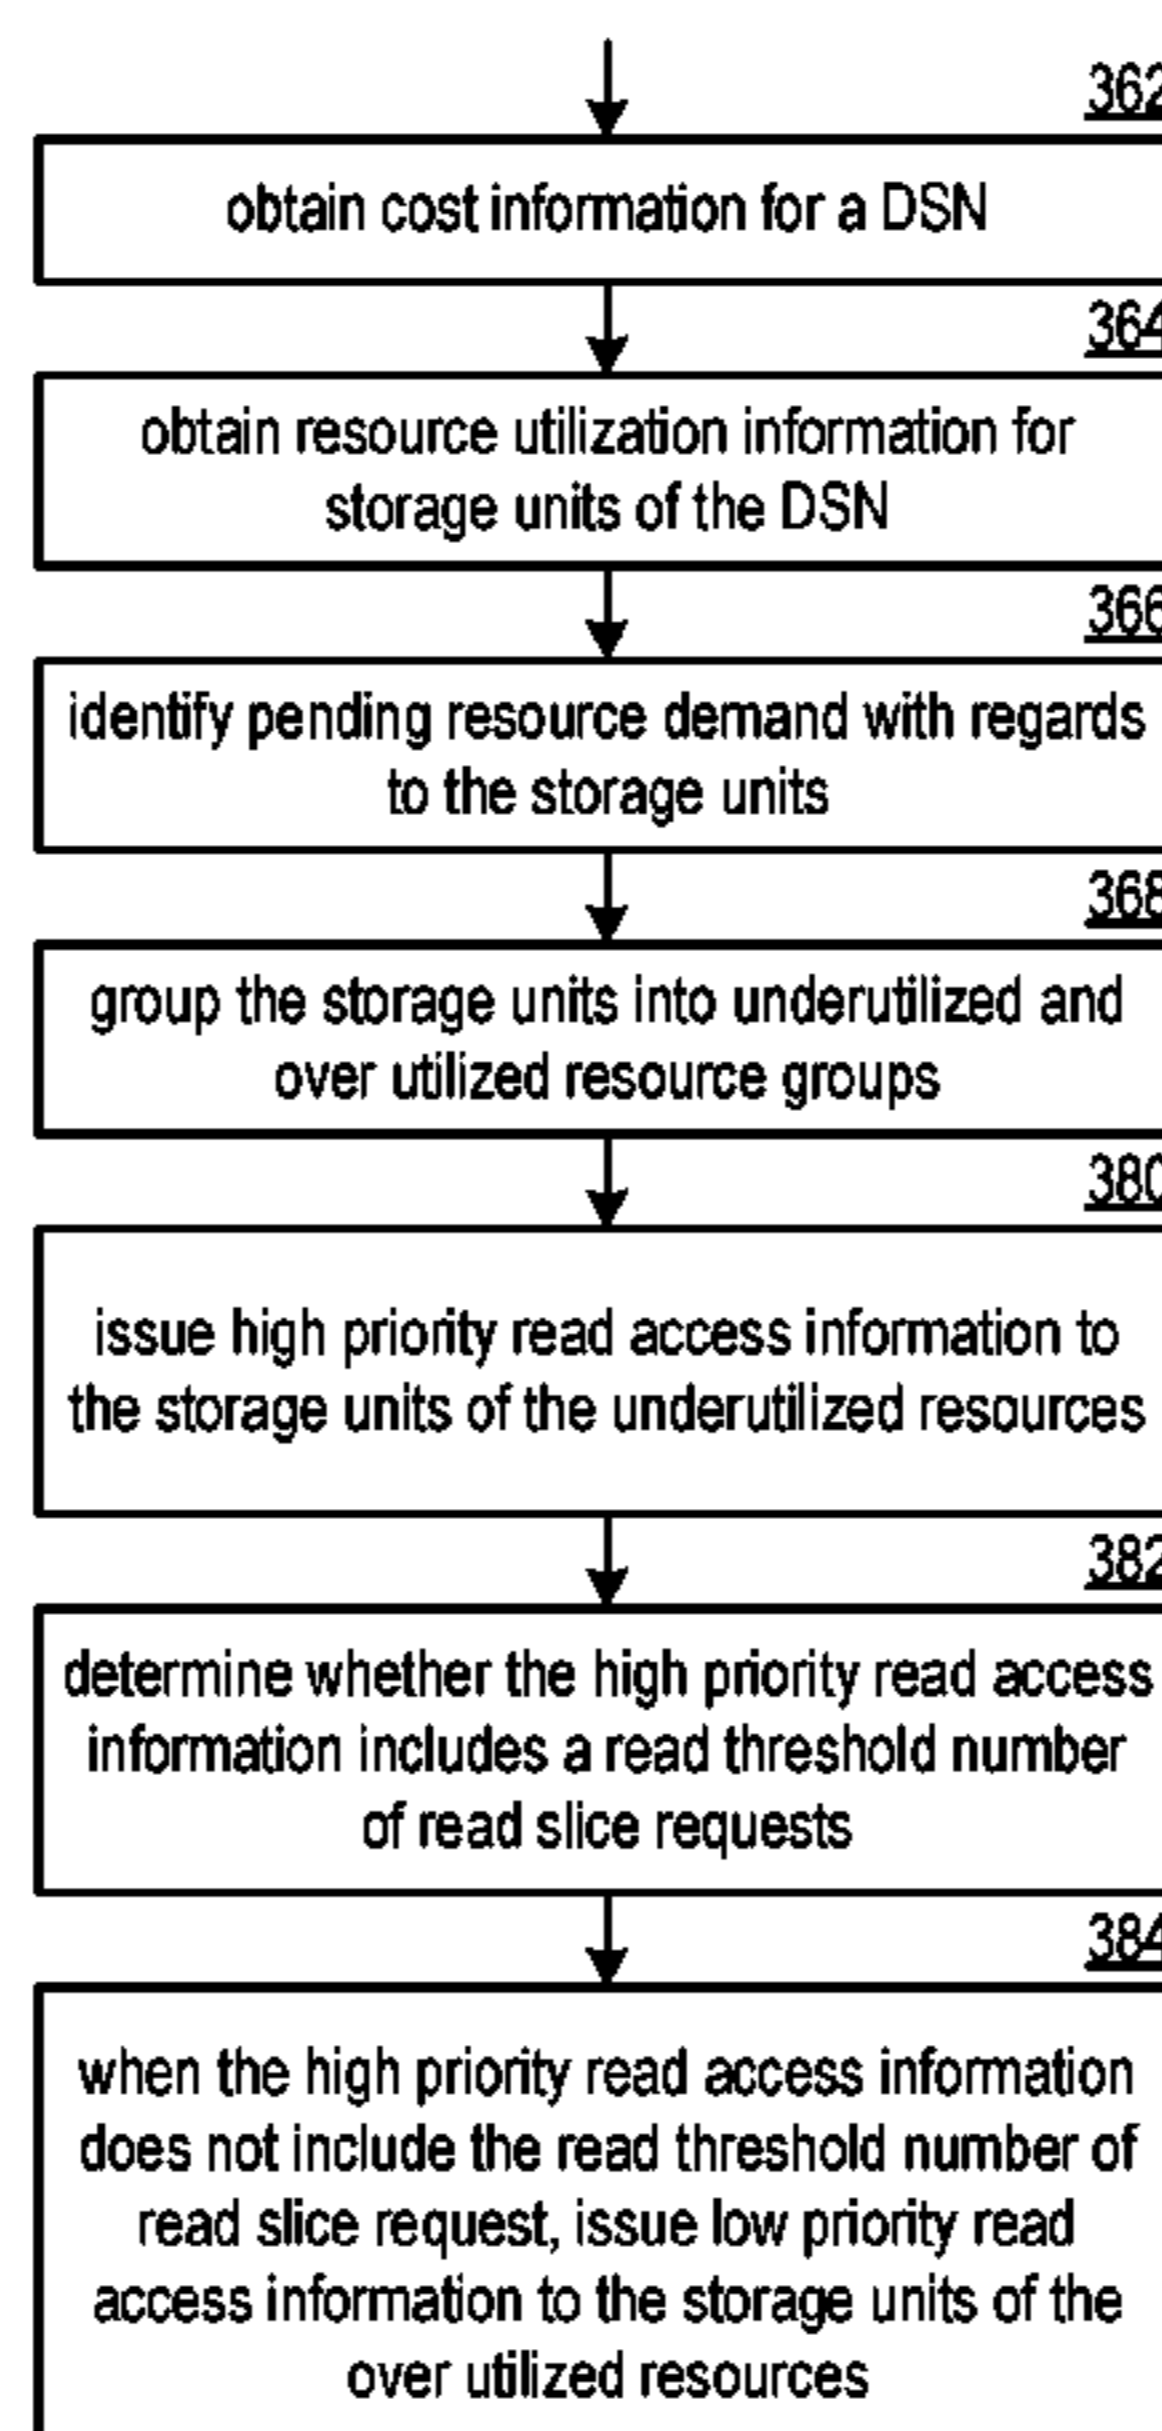 362
obtain cost information for a DSN
364
obtain resource utilization information for
storage units of the DSN
366
identify pending resource demand with regards
to the storage units
368
group the storage units into underutilized and
over utilized resource groups
380
issue high priority read access information to
the storage units of the underutilized resources
382
determine whether the high priority read access
information includes a read threshold number
of read slice requests
384
when the high priority read access information
does not include the read threshold number of
read slice request, issue low priority read
access information to the storage units of the
over utilized resources